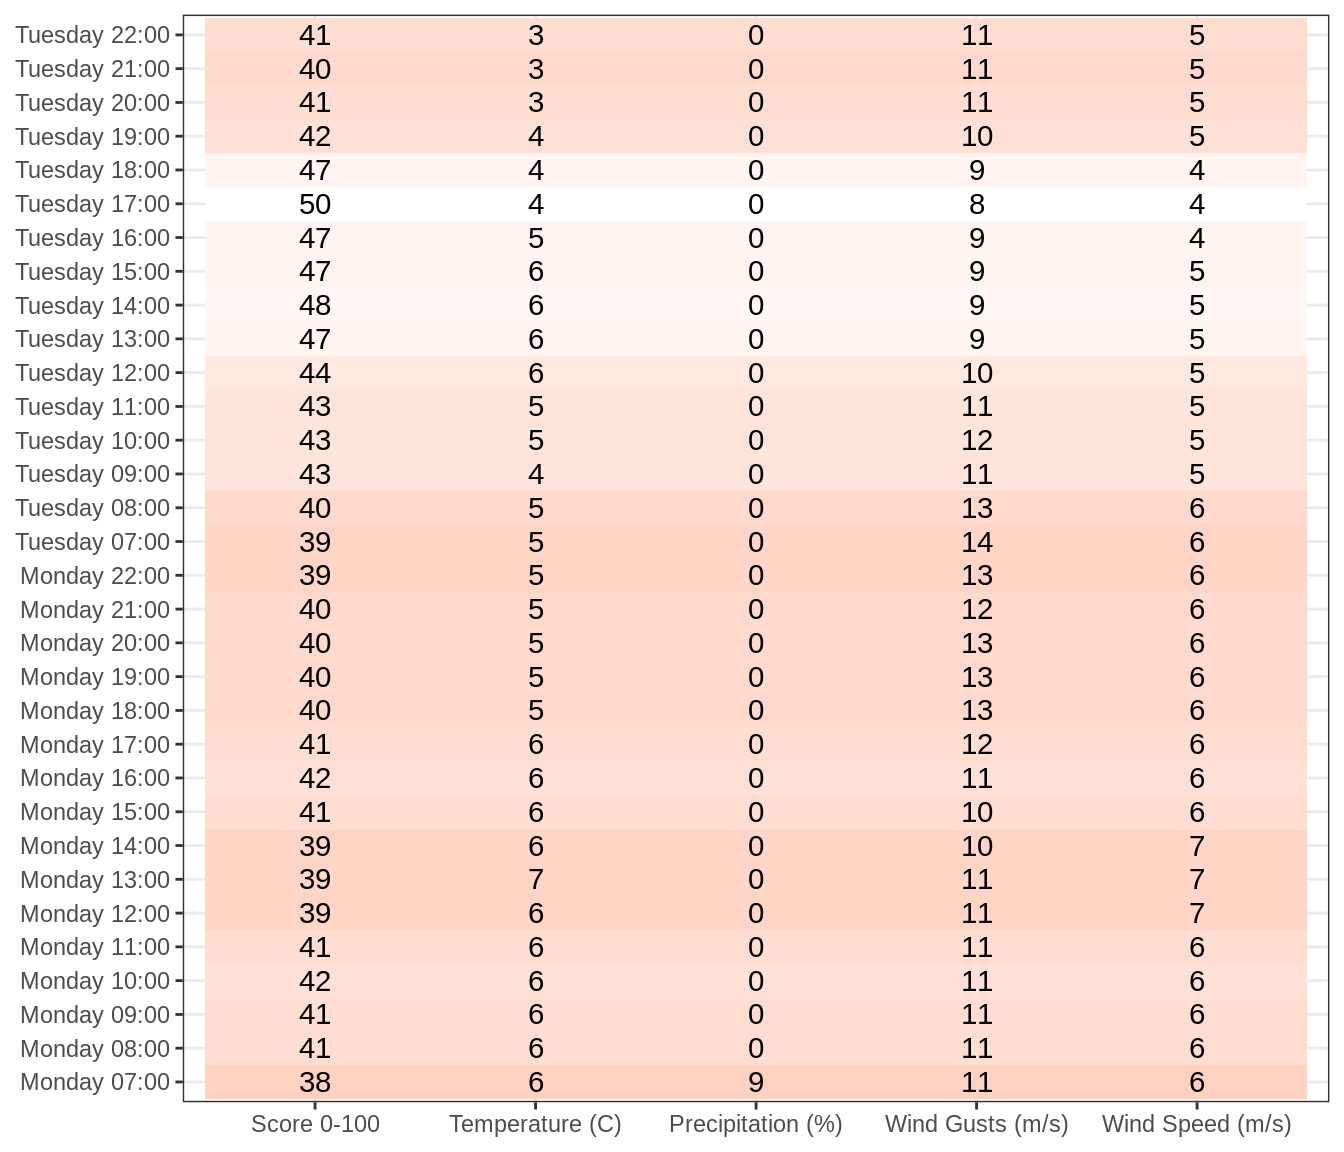 Tuesday 22:00 41 3 0 11 5
Tuesday 21:00 40 3 0 11 5
Tuesday 20:00 41 3 0 11 5
Tuesday 19:00 42 4 0 10 5
Tuesday 18:00 47 4 0 9 4
Tuesday 17:00 50 4 0 8 4
Tuesday 16:00 47 5 0 9 4
Tuesday 15:00 47 6 0 9 5
Tuesday 14:00 48 6 0 9 5
Tuesday 13:00 47 6 0 9 5
Tuesday 12:00 44 6 0 10 5
Tuesday 11:00 43 5 0 11 5
Tuesday 10:00 43 5 0 12 5
Tuesday 09:00 43 4 0 11 5
Tuesday 08:00 40 5 0 13 6
Tuesday 07:00 39 5 0 14 6
Monday 22:00 39 5 0 13 6
Monday 21:00 40 5 0 12 6
Monday 20:00 40 5 0 13 6
Monday 19:00 40 5 0 13 6
Monday 18:00 40 5 0 13 6
Monday 17:00 41 6 0 12 6
Monday 16:00 42 6 0 11 6
Monday 15:00 41 6 0 10 6
Monday 14:00 39 6 0 10 7
Monday 13:00 39 7 0 11 7
Monday 12:00 39 6 0 11 7
Monday 11:00 41 6 0 11 6
Monday 10:00 42 6 0 11 6
Monday 09:00 41 6 0 11 6
Monday 08:00 41 6 0 11 6
Monday 07:00 38 6 9 11 6
Score 0-100 Temperature (C) Precipitation (%) Wind Gusts (m/s) Wind Speed (m/s)